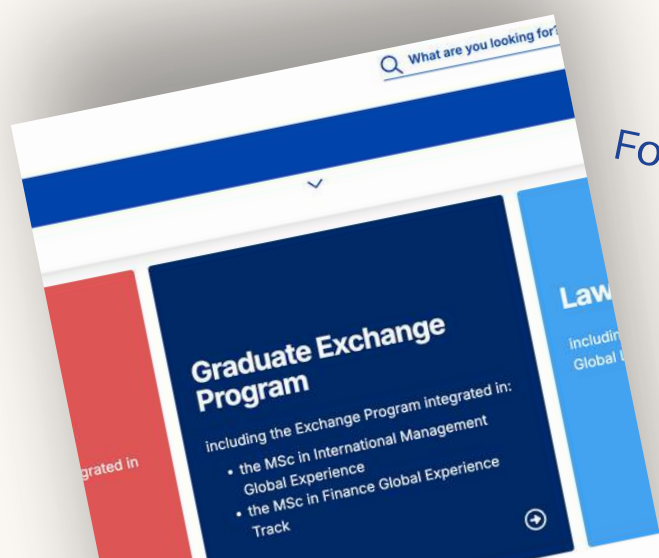 What are you looking for?
Fo
grated in
Graduate Exchange
Program
including the Exchange Program integrated in:
• the MSc in International Management
Global Experience
• the MSc in Finance Global Experience
Track
Law
includin
Global L